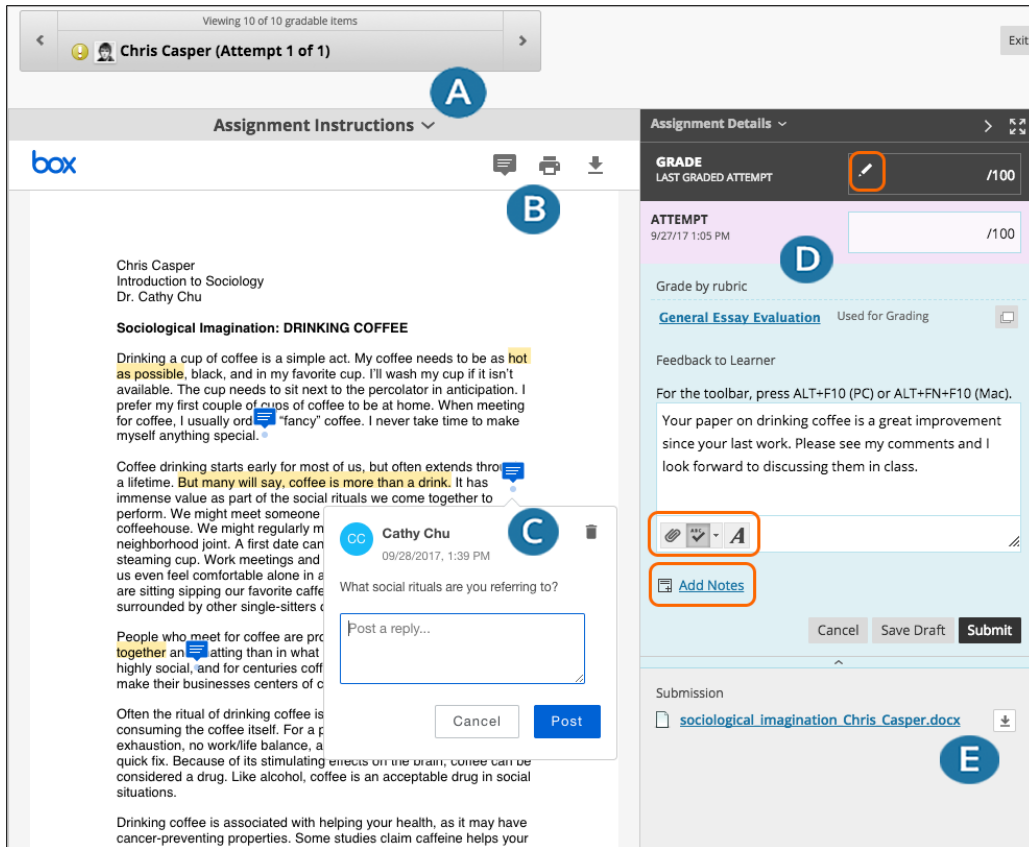 Viewing 10 of 10 gradable items
Chris Casper (Attempt 1 of 1)
Exit
A
Assignment Instructions
box
B
Chris Casper
Introduction to Sociology
Dr. Cathy Chu
Sociological Imagination: DRINKING COFFEE
Drinking a cup of coffee is a simple act. My coffee needs to be as hot
as possible, black, and in my favorite cup. I'll wash my cup if it isn't
available. The cup needs to sit next to the percolator in anticipation. I
prefer my first couple of cups of coffee to be at home. When meeting
for coffee, I usually ord "fancy" coffee. I never take time to make
myself anything special.
Coffee drinking starts early for most of us, but often extends throu
a lifetime. But many will say, coffee is more than a drink. It has
immense value as part of the social rituals we come together to
perform. We might meet someone
coffeehouse. We might regularly m
neighborhood joint. A first date can
steaming cup. Work meetings and
us even feel comfortable alone in a
are sitting sipping our favorite caffe
surrounded by other single-sitters
People who meet for coffee are pro
together an atting than in what
highly social, and for centuries coff
make their businesses centers of c
Often the ritual of drinking coffee is
consuming the coffee itself. For a p
exhaustion, no work/life balance, a
quick fix. Because of its stimulating effects on the brain, coffee can be
considered a drug. Like alcohol, coffee is an acceptable drug in social
situations.
Drinking coffee is associated with helping your health, as it may have
cancer-preventing properties. Some studies claim caffeine helps your
C
CC
Cathy Chu
09/28/2017, 1:39 PM
What social rituals are you referring to?
Post a reply...
Cancel
Post
Assignment Details
GRADE
LAST GRADED ATTEMPT
/100
ATTEMPT
9/27/17 1:05 PM
/100
D
Grade by rubric
General Essay Evaluation
Used for Grading
Feedback to Learner
For the toolbar, press ALT+F10 (PC) or ALT+FN+F10 (Mac).
Your paper on drinking coffee is a great improvement
since your last work. Please see my comments and I
look forward to discussing them in class.
ABC
A
Add Notes
Cancel
Save Draft
Submit
Submission
sociological_imagination_Chris_Casper.docx
E